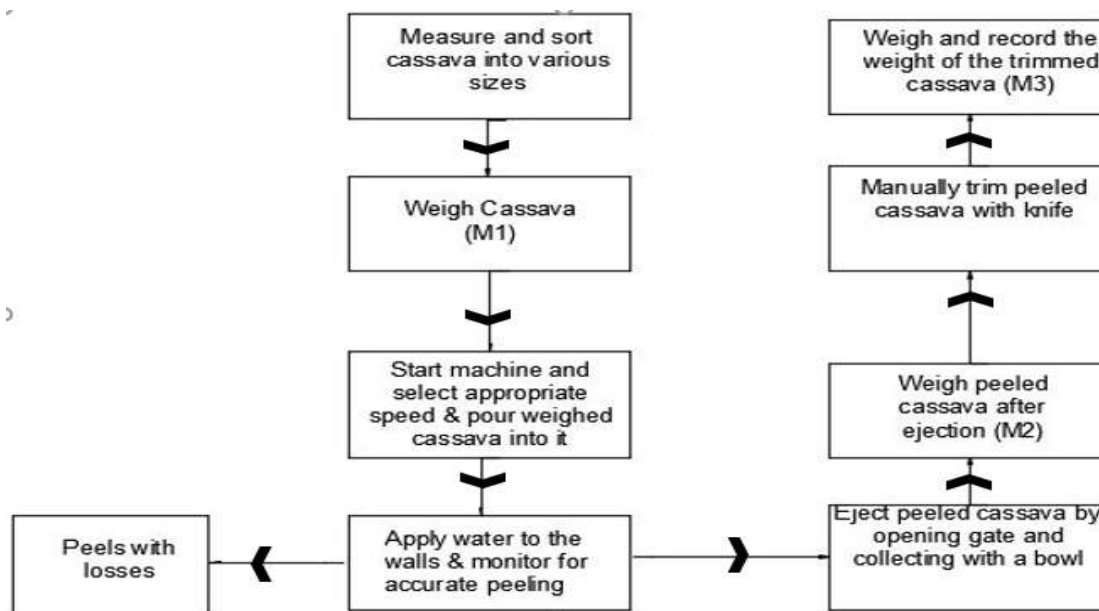 Measure and sort
cassava into various
sizes
Weigh Cassava
(M1)
Start machine and
select appropriate
speed & pour weighed
cassava into it
Apply water to the
walls & monitor for
accurate peeling
Peels with
losses
Eject peeled cassava by
opening gate and
collecting with a bowl
Weigh peeled
cassava after
ejection (M2)
Manually trim peeled
cassava with knife
Weigh and record the
weight of the trimmed
cassava (M3)